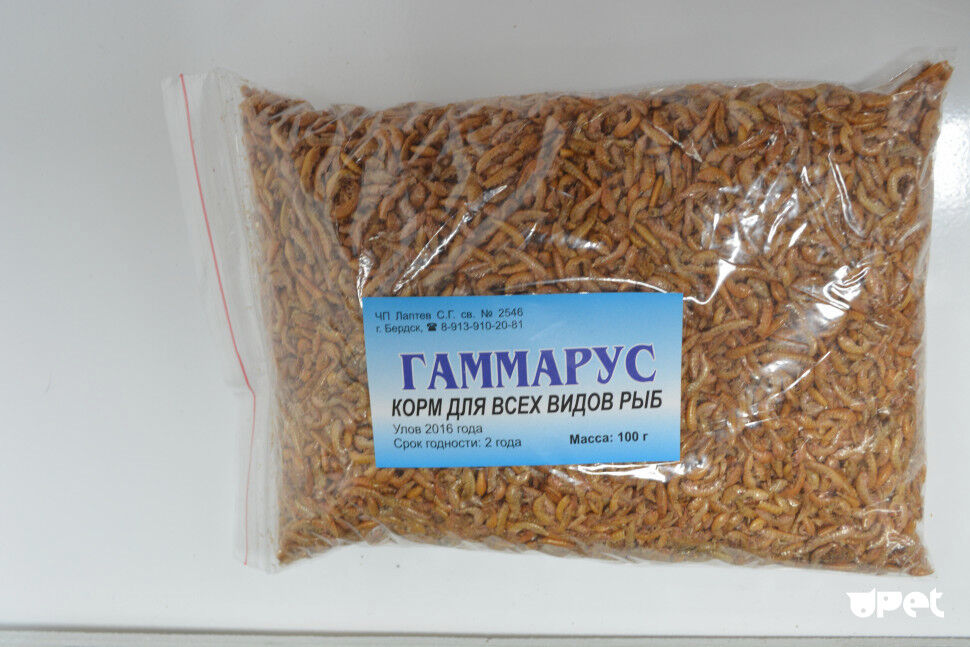 ЧП Лаптев С.Г. св. № 2546
г. Бердск, ☎ 8-913-910-20-81
ГАММАРУС
КОРМ ДЛЯ ВСЕХ ВИДОВ РЫБ
Улов 2016 года
Срок годности: 2 года
Масса: 100 г
upet